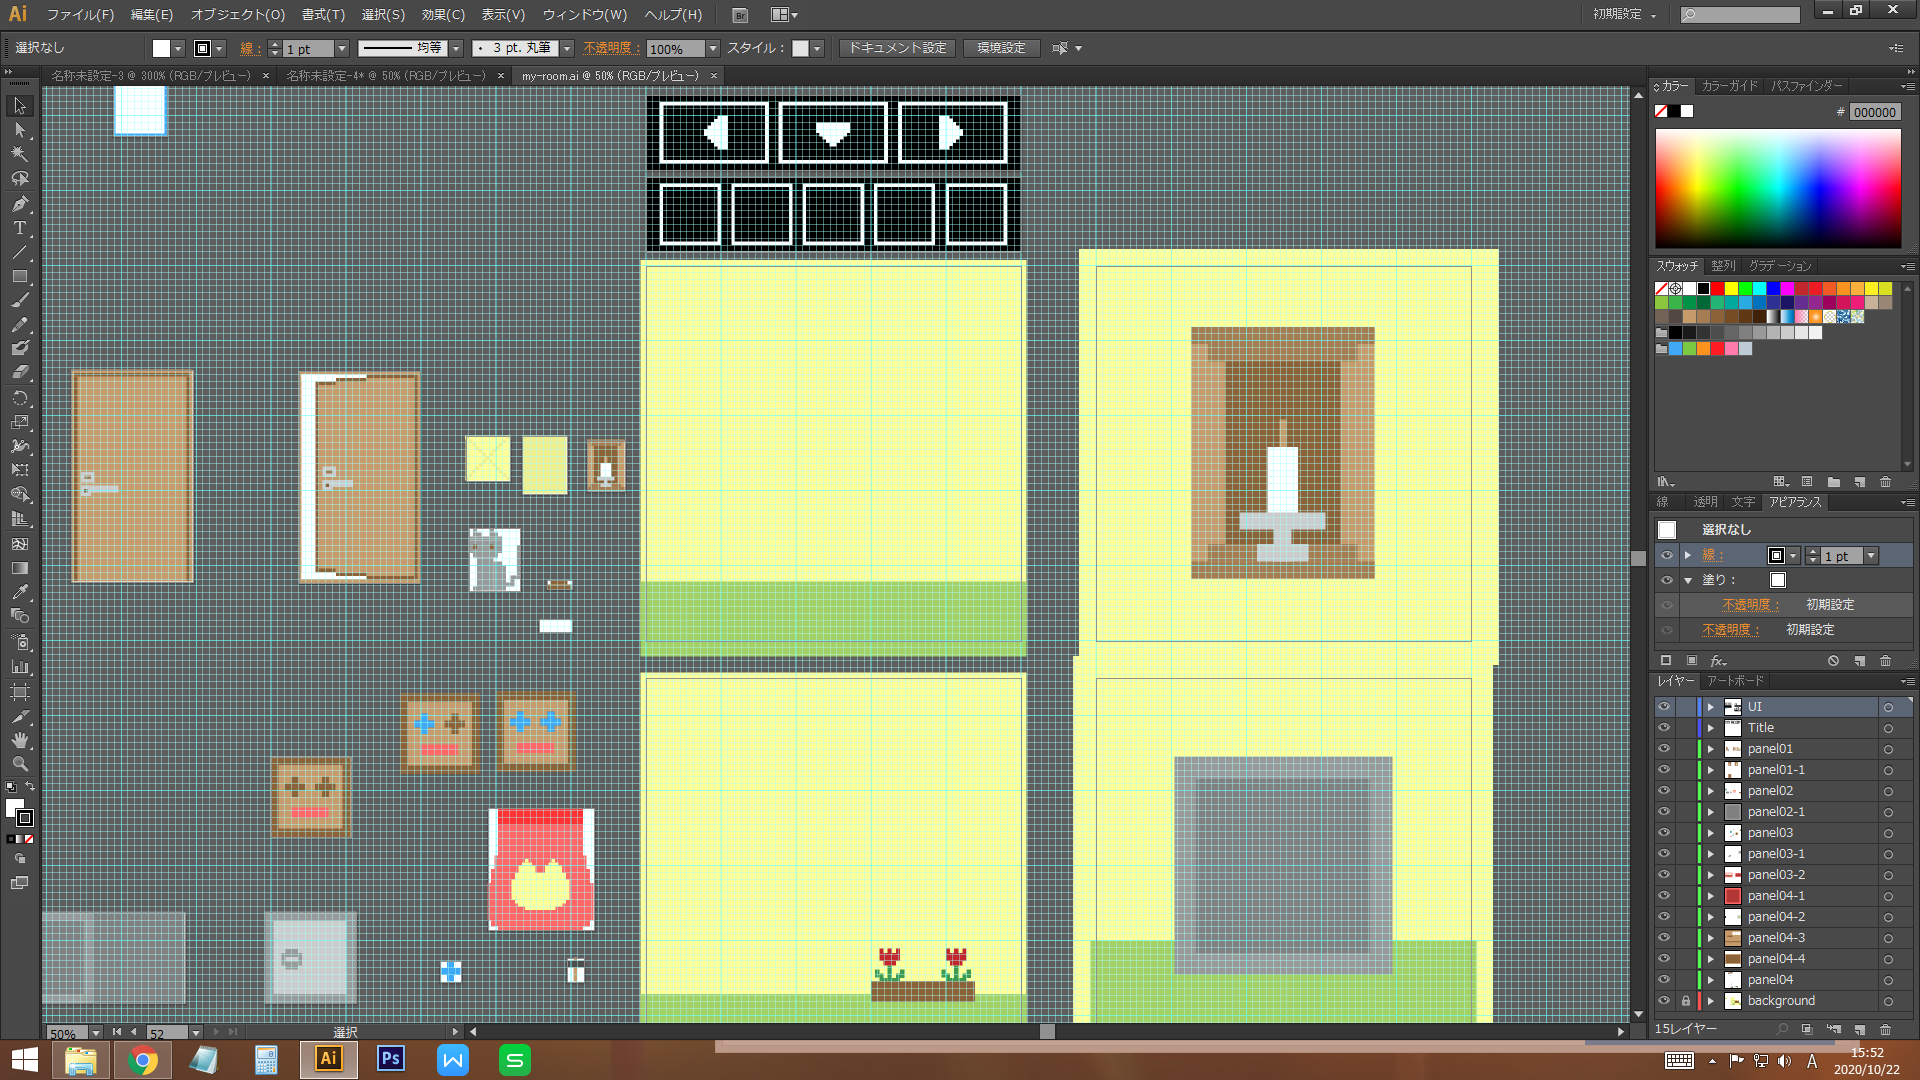 Ai ファイル(F) 編集(E) オブジェクト(O) 書式(T) 選択(S) 効果(C) 表示(V) ウィンドウ(W) ヘルプ(H) Br 初期設定
選択なし 線 : 1 pt 均等 3 pt. 丸筆 不透明度 : 100% スタイル : ドキュメント設定 環境設定
名称未設定-3 @ 300% (RGB/プレビュー) × 名称未設定-4* @ 50% (RGB/プレビュー) × my-room.ai @ 50% (RGB/プレビュー) ×
カラー カラーガイド パスファインダー
# 000000
スウォッチ 整列 グラデーション
線 透明 文字 アピアランス
選択なし
線 : 1 pt
塗り :
不透明度 : 初期設定
不透明度 : 初期設定
fx
レイヤー アートボード
UI
Title
panel01
panel01-1
panel02
panel02-1
panel03
panel03-1
panel03-2
panel04-1
panel04-2
panel04-3
panel04-4
panel04
background
15レイヤー
50% 52 選択
Ai Ps W S
A 15:52
2020/10/22